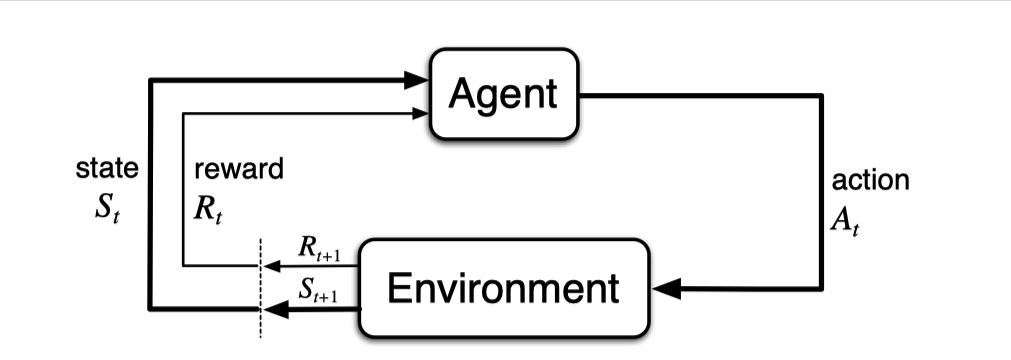 Agent
state
S_t
reward
R_t
action
A_t
R_{t+1}
S_{t+1}
Environment